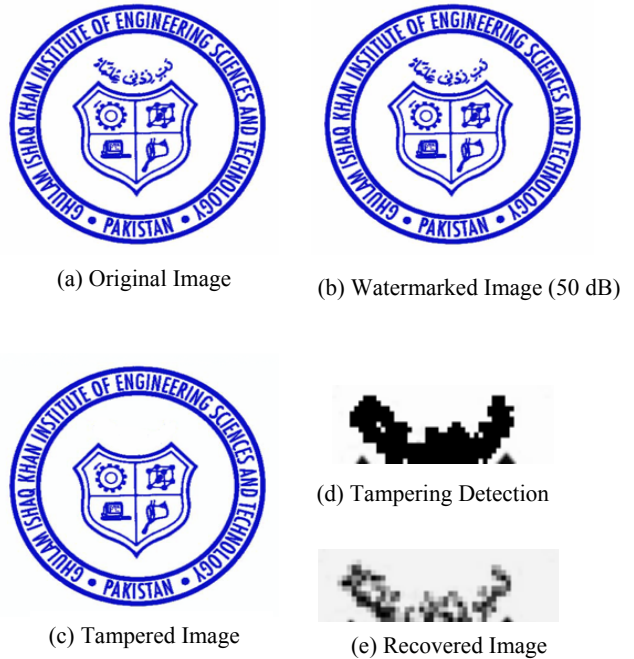 GHULAM ISHAQ KHAN INSTITUTE OF ENGINEERING SCIENCES AND TECHNOLOGY
• PAKISTAN •
GHULAM ISHAQ KHAN INSTITUTE OF ENGINEERING SCIENCES AND TECHNOLOGY
• PAKISTAN •
(a) Original Image
(b) Watermarked Image (50 dB)
GHULAM ISHAQ KHAN INSTITUTE OF ENGINEERING SCIENCES AND TECHNOLOGY
• PAKISTAN •
(d) Tampering Detection
(c) Tampered Image
(e) Recovered Image